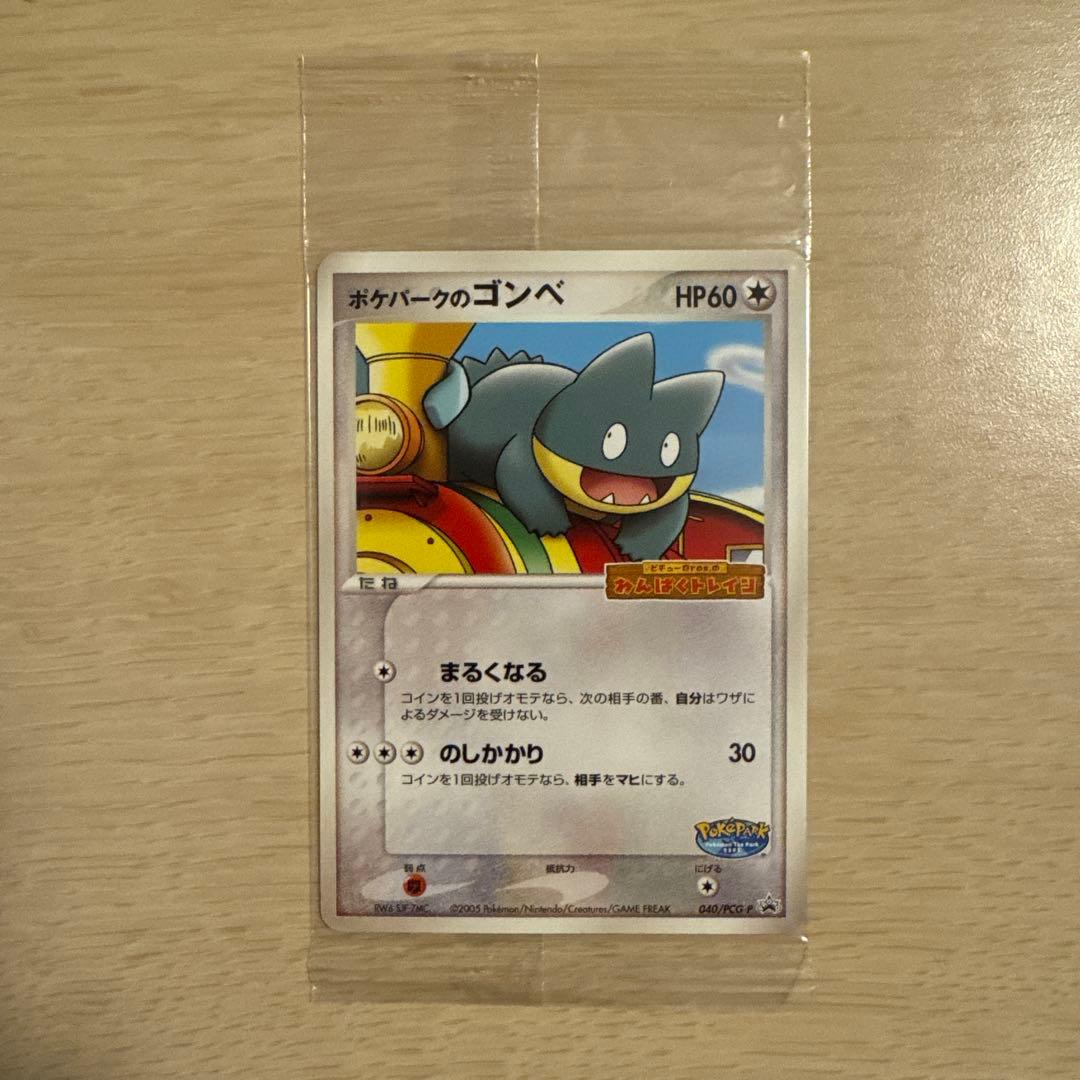 ポケパークのゴンベ HP60
たね
ピチューBros.の
わんぱくトレイン
まるくなる
コインを1回投げオモテなら、次の相手の番、自分はワザに
よるダメージを受けない。
のしかかり 30
コインを1回投げオモテなら、相手をマヒにする。
PokéPARK
Pokémon The Park
2005
弱点 抵抗力 にげる
©2005 Pokémon/Nintendo/Creatures/GAME FREAK 040/PCG-P